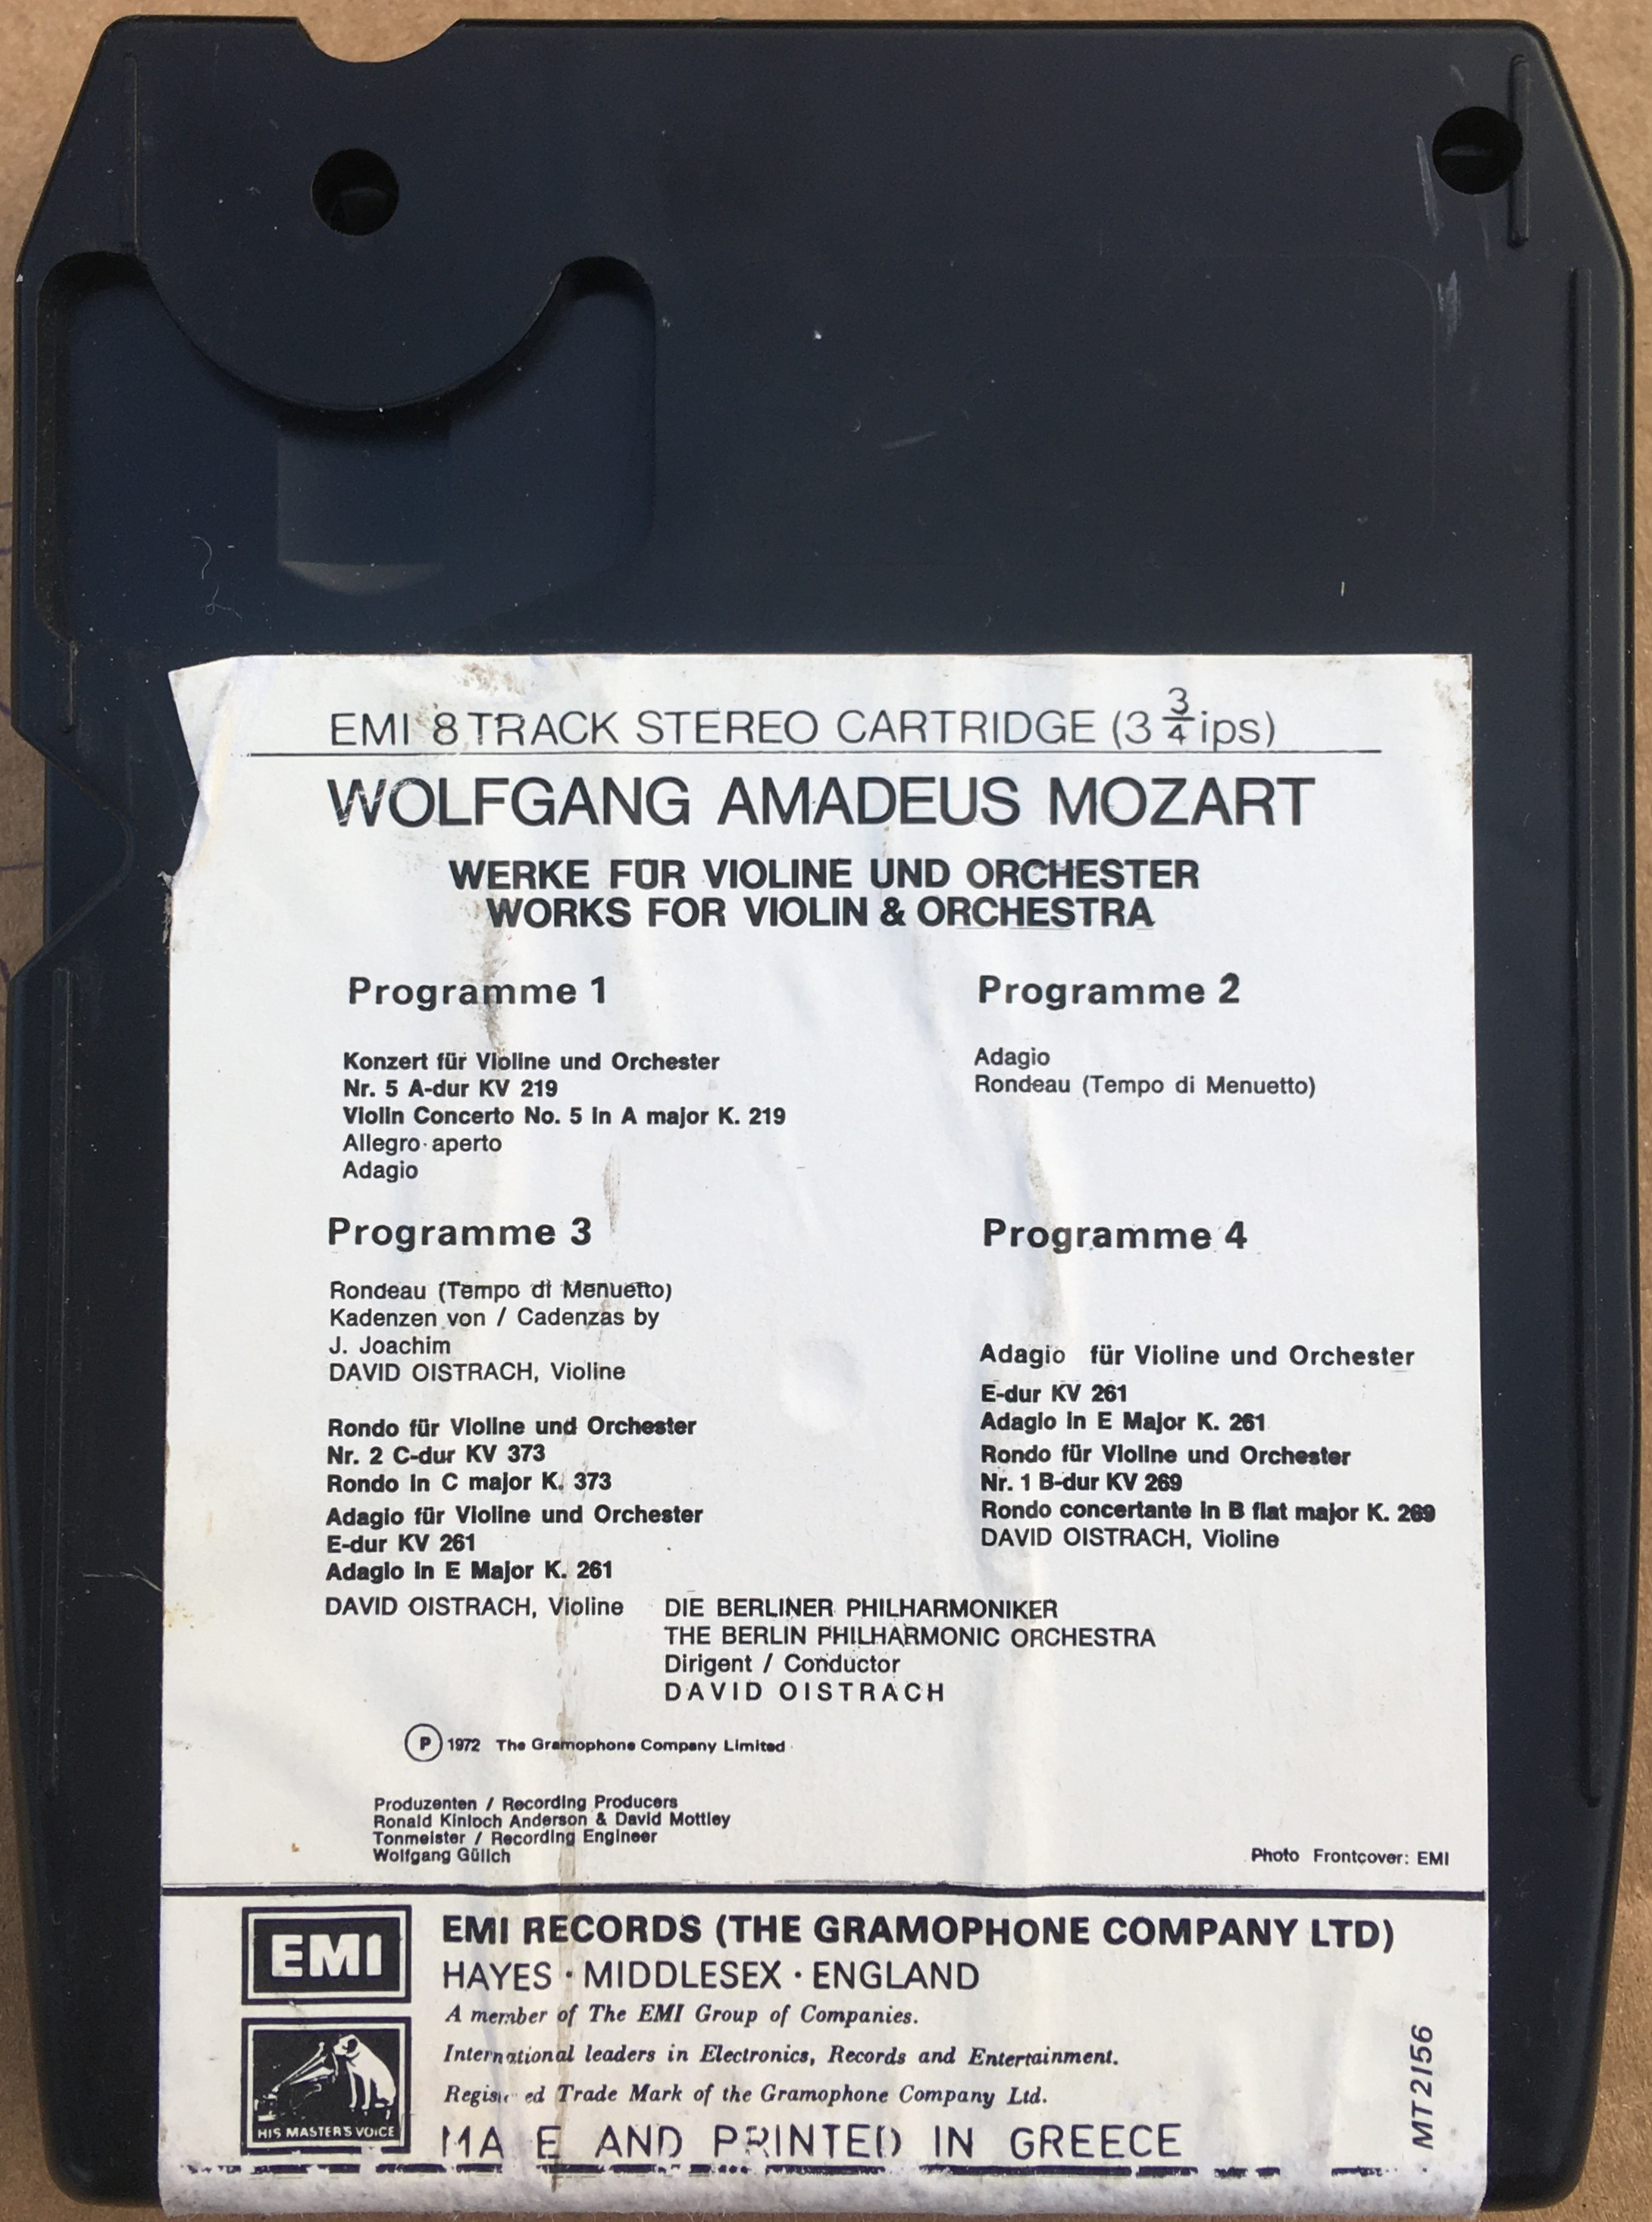 EMI 8 TRACK STEREO CARTRIDGE (3 3/4 ips)
WOLFGANG AMADEUS MOZART
WERKE FÜR VIOLINE UND ORCHESTER
WORKS FOR VIOLIN & ORCHESTRA
Programme 1
Konzert für Violine und Orchester
Nr. 5 A-dur KV 219
Violin Concerto No. 5 in A major K. 219
Allegro aperto
Adagio
Programme 2
Adagio
Rondeau (Tempo di Menuetto)
Programme 3
Rondeau (Tempo di Menuetto)
Kadenzen von / Cadenzas by
J. Joachim
DAVID OISTRACH, Violine
Rondo für Violine und Orchester
Nr. 2 C-dur KV 373
Rondo in C major K. 373
Adagio für Violine und Orchester
E-dur KV 261
Adagio in E Major K. 261
DAVID OISTRACH, Violine
Programme 4
Adagio für Violine und Orchester
E-dur KV 261
Adagio in E Major K. 261
Rondo für Violine und Orchester
Nr. 1 B-dur KV 269
Rondo concertante in B flat major K. 269
DAVID OISTRACH, Violine
DIE BERLINER PHILHARMONIKER
THE BERLIN PHILHARMONIC ORCHESTRA
Dirigent / Conductor
DAVID OISTRACH
Ⓟ 1972 The Gramophone Company Limited
Produzenten / Recording Producers
Ronald Kinloch Anderson & David Mottley
Tonmeister / Recording Engineer
Wolfgang Gülich
Photo Frontcover: EMI
EMI
EMI RECORDS (THE GRAMOPHONE COMPANY LTD)
HAYES · MIDDLESEX · ENGLAND
A member of The EMI Group of Companies.
International leaders in Electronics, Records and Entertainment.
Registered Trade Mark of the Gramophone Company Ltd.
HIS MASTER'S VOICE
MA E AND PRINTED IN GREECE
MT2156